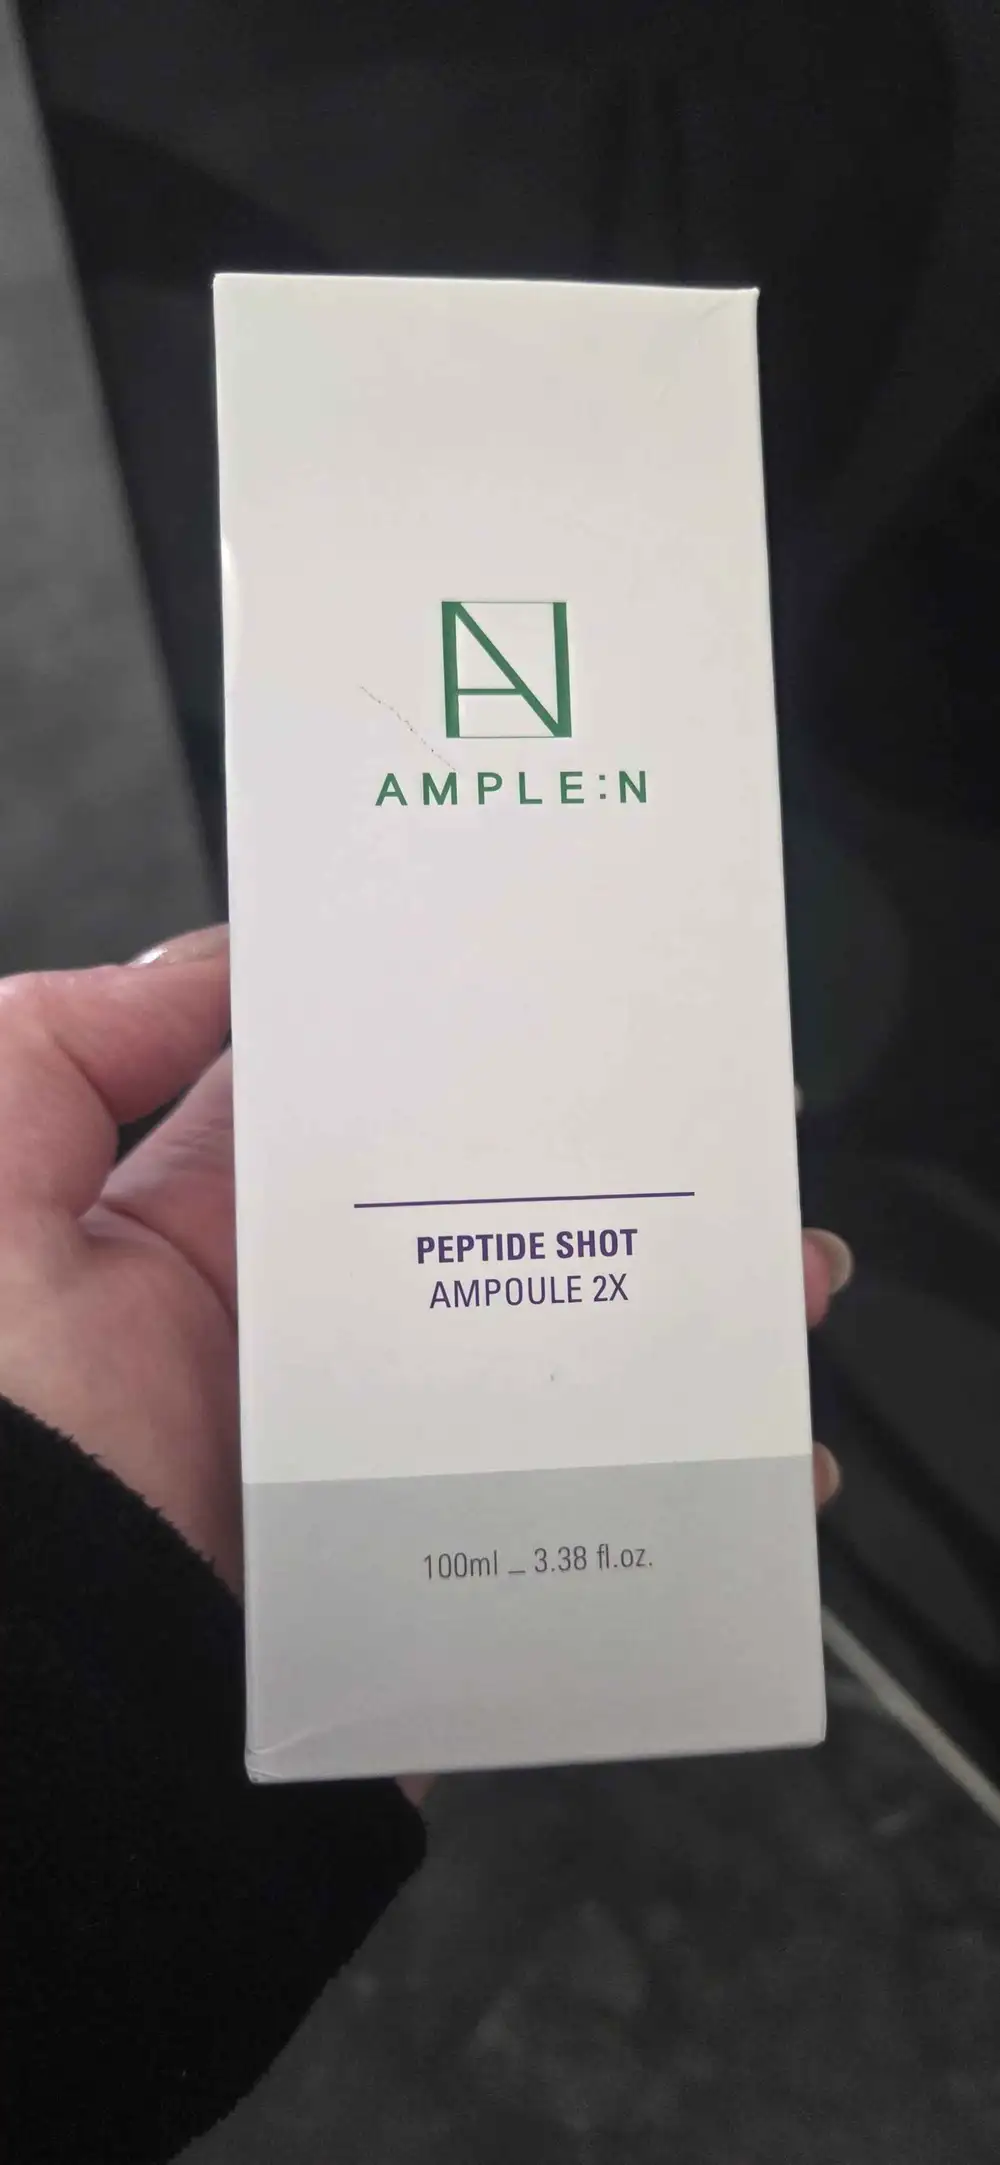 AMPLE:N
PEPTIDE SHOT
AMPOULE 2X
100ml _ 3.38 fl.oz.